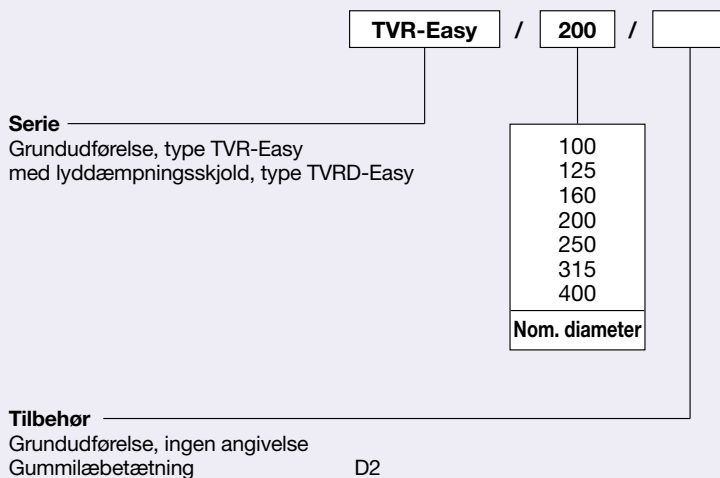 TVR-Easy / 200 /
Serie
Grundudførelse, type TVR-Easy
med lyddæmpningsskjold, type TVRD-Easy
100
125
160
200
250
315
400
Nom. diameter
Tilbehør
Grundudførelse, ingen angivelse
Gummilæbetætning D2